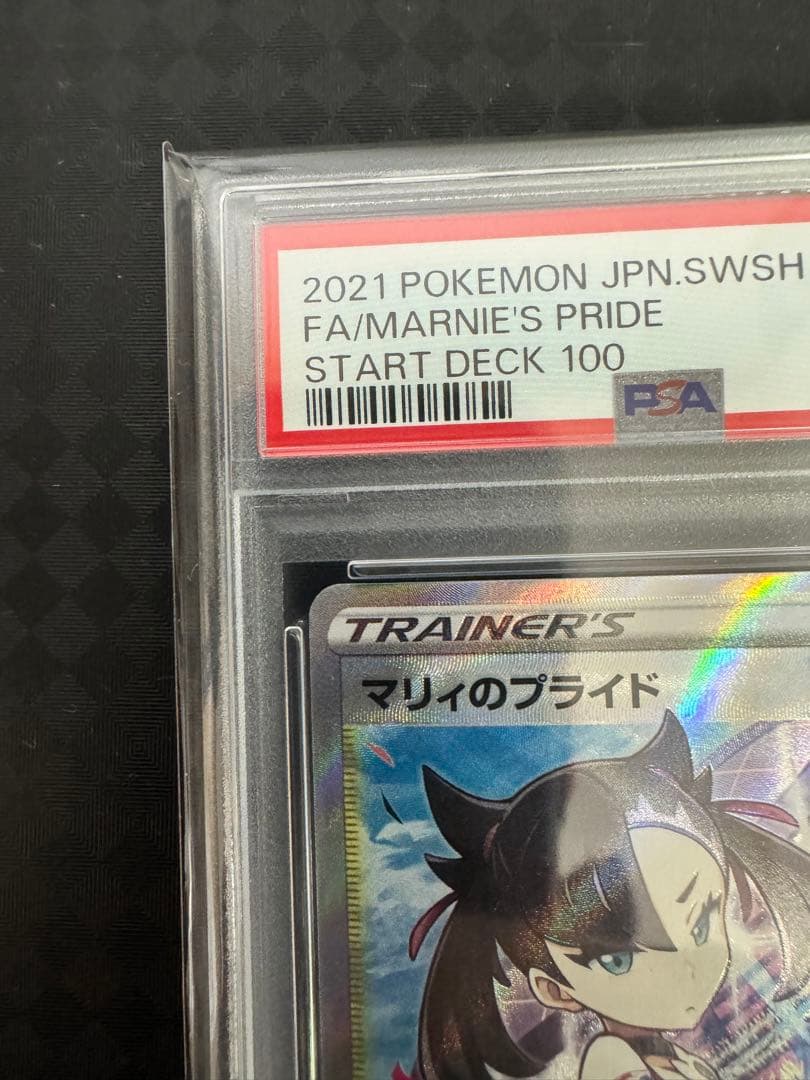 2021 POKEMON JPN.SWSH
FA/MARNIE'S PRIDE
START DECK 100
PSA
TRAINER'S
マリィのプライド